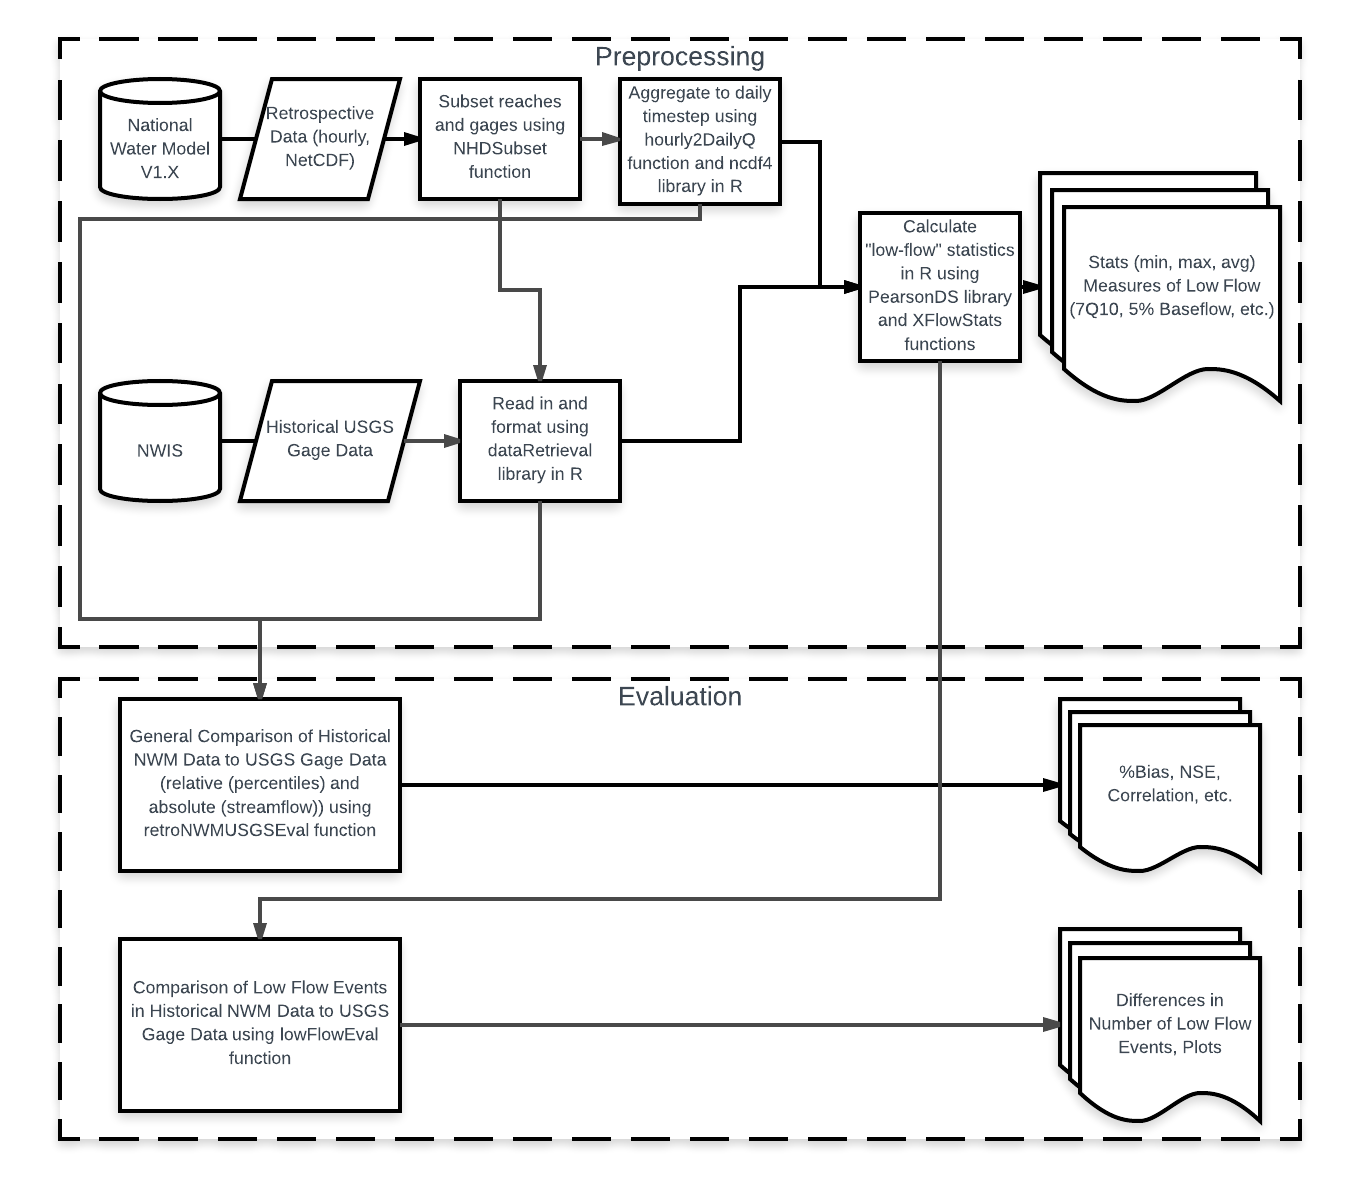 Preprocessing
National
Water Model
V1.X
Retrospective
Data (hourly,
NetCDF)
Subset reaches
and gages using
NHDSubset
function
Aggregate to daily
timestep using
hourly2DailyQ
function and ncdf4
library in R
Calculate
"low-flow" statistics
in R using
PearsonDS library
and XFlowStats
functions
Stats (min, max, avg)
Measures of Low Flow
(7Q10, 5% Baseflow, etc.)
NWIS
Historical USGS
Gage Data
Read in and
format using
dataRetrieval
library in R
Evaluation
General Comparison of Historical
NWM Data to USGS Gage Data
(relative (percentiles) and
absolute (streamflow)) using
retroNWMUSGSEval function
%Bias, NSE,
Correlation, etc.
Comparison of Low Flow Events
in Historical NWM Data to USGS
Gage Data using lowFlowEval
function
Differences in
Number of Low Flow
Events, Plots